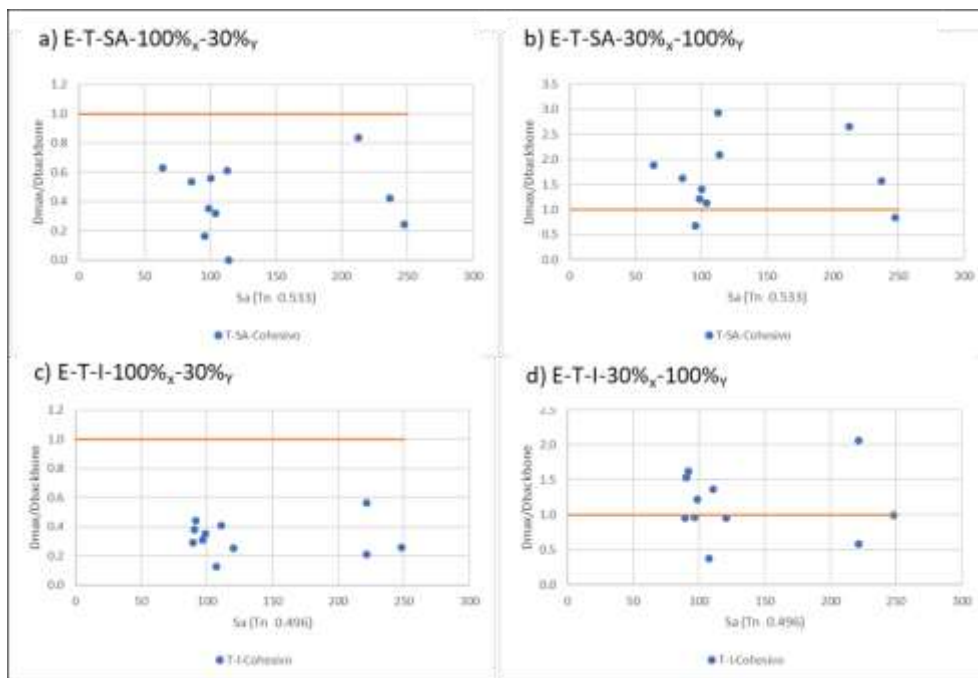 a) E-T-SA-100%ₓ-30%ᵧ
1.2
1.0
0.8
0.6
0.4
0.2
0.0
Dmax/Dbackbone
0 50 100 150 200 250 300
Sa (Tn 0.533)
T-SA-Cohesivo
b) E-T-SA-30%ₓ-100%ᵧ
3.5
3.0
2.5
2.0
1.5
1.0
0.5
0.0
Dmax/Dbackbone
0 50 100 150 200 250 300
Sa (Tn 0.533)
T-SA-Cohesivo
c) E-T-I-100%ₓ-30%ᵧ
1.2
1.0
0.8
0.6
0.4
0.2
0.0
Dmax/Dbackbone
0 50 100 150 200 250 300
Sa (Tn 0.496)
T-I-Cohesivo
d) E-T-I-30%ₓ-100%ᵧ
2.5
2.0
1.5
1.0
0.5
0.0
Dmax/Dbackbone
0 50 100 150 200 250 300
Sa (Tn 0.496)
T-I-Cohesivo